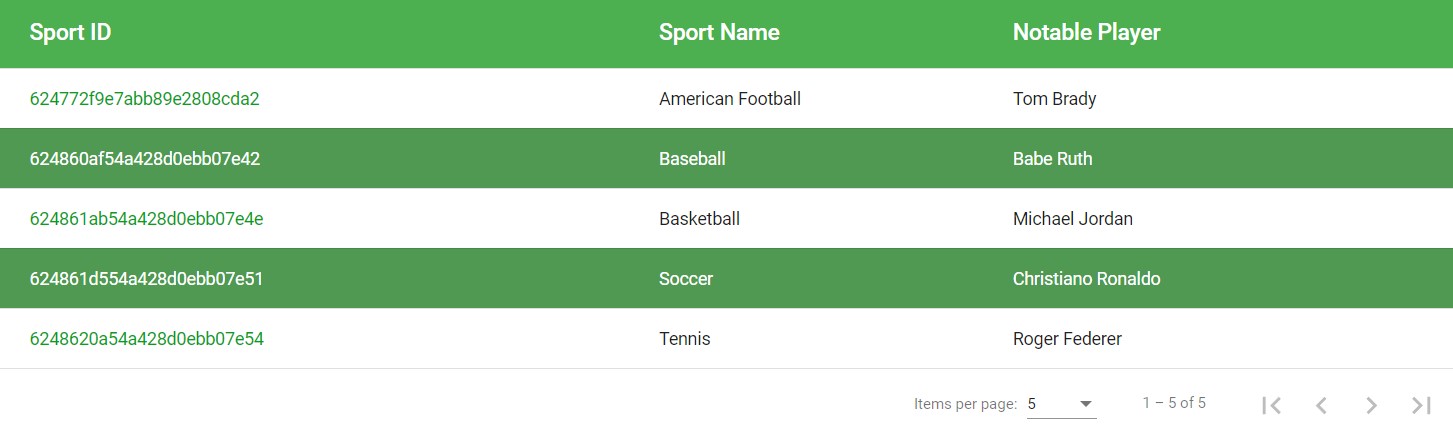 Sport ID Sport Name Notable Player
624772f9e7abb89e2808cda2 American Football Tom Brady
624860af54a428d0ebb07e42 Baseball Babe Ruth
624861ab54a428d0ebb07e4e Basketball Michael Jordan
624861d554a428d0ebb07e51 Soccer Christiano Ronaldo
6248620a54a428d0ebb07e54 Tennis Roger Federer
Items per page: 5 1 – 5 of 5